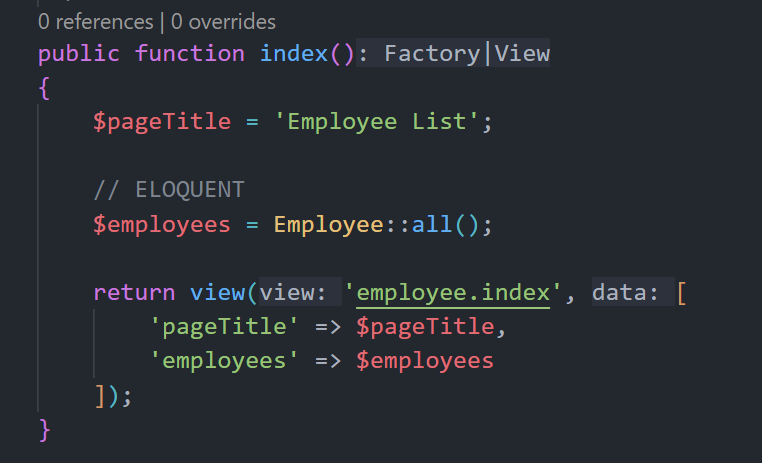 0 references | 0 overrides
public function index(): Factory|View
{
    $pageTitle = 'Employee List';

    // ELOQUENT
    $employees = Employee::all();

    return view(view: 'employee.index', data: [
        'pageTitle' => $pageTitle,
        'employees' => $employees
    ]);
}